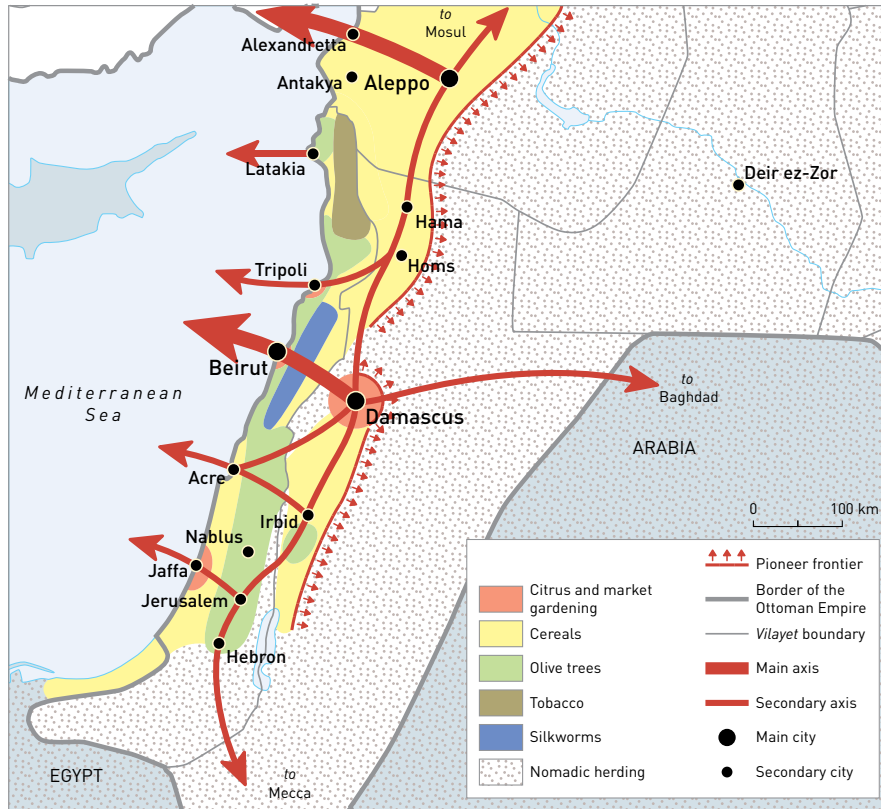 to
Mosul
Alexandretta
Antakya
Aleppo
Latakia
Deir ez-Zor
Hama
Homs
Tripoli
Beirut
Mediterranean
Sea
Damascus
to
Baghdad
ARABIA
Acre
Irbid
Nablus
Jaffa
Jerusalem
Hebron
EGYPT
to
Mecca
0 100 km
Citrus and market
gardening
Cereals
Olive trees
Tobacco
Silkworms
Nomadic herding
Pioneer frontier
Border of the
Ottoman Empire
Vilayet boundary
Main axis
Secondary axis
Main city
Secondary city